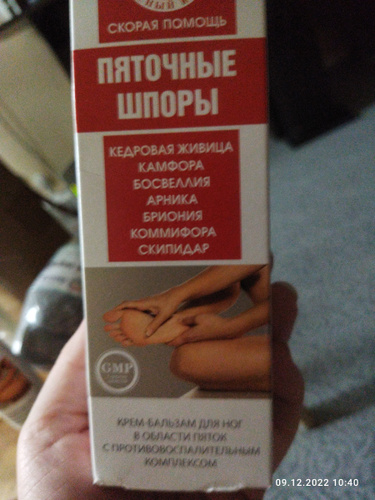 СКОРАЯ ПОМОЩЬ
ПЯТОЧНЫЕ
ШПОРЫ
КЕДРОВАЯ ЖИВИЦА
КАМФОРА
БОСВЕЛЛИЯ
АРНИКА
БРИОНИЯ
КОММИФОРА
СКИПИДАР
GMP
КРЕМ-БАЛЬЗАМ ДЛЯ НОГ
В ОБЛАСТИ ПЯТОК
С ПРОТИВОВОСПАЛИТЕЛЬНЫМ
КОМПЛЕКСОМ
09.12.2022 10:40